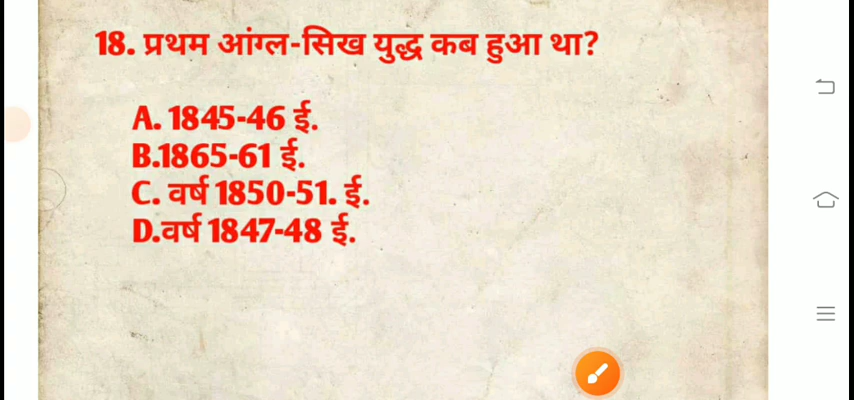 18. प्रथम आंग्ल-सिख युद्ध कब हुआ था?
A. 1845-46 ई.
B.1865-61 ई.
C. वर्ष 1850-51. ई.
D.वर्ष 1847-48 ई.